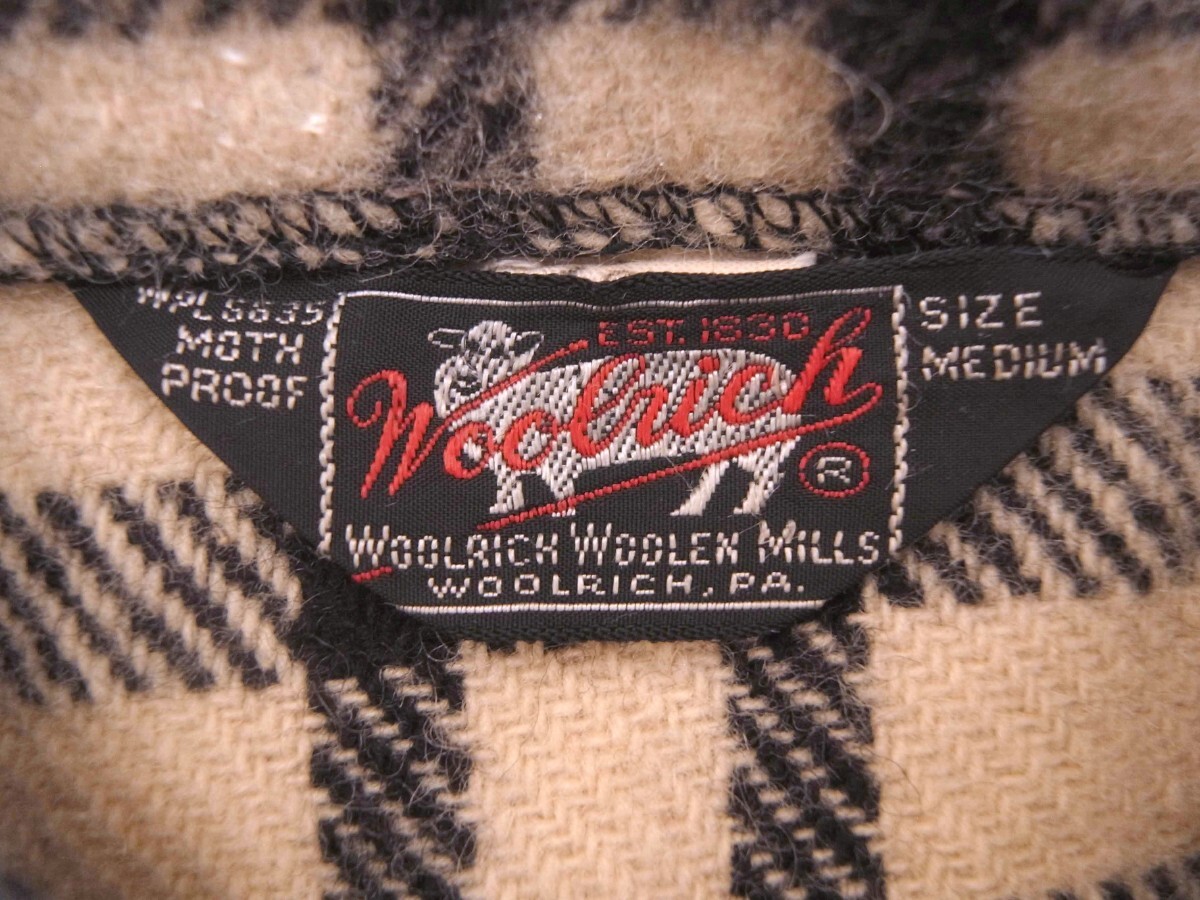 WPL6635
MOTH
PROOF
EST. 1830
Woolrich
®
WOOLRICH WOOLEN MILLS
WOOLRICH, PA.
SIZE
MEDIUM